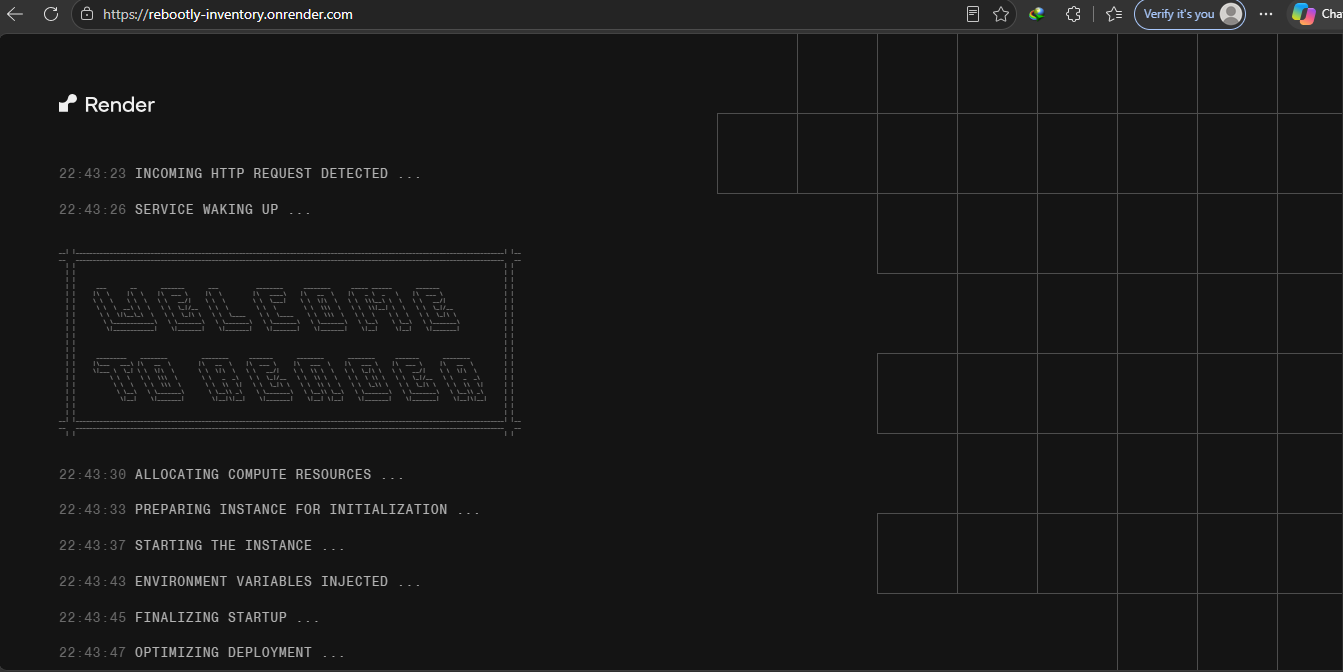 https://rebootly-inventory.onrender.com
Verify it's you
Cha
Render
22:43:23 INCOMING HTTP REQUEST DETECTED ...
22:43:26 SERVICE WAKING UP ...
WELCOME
TO RENDER
22:43:30 ALLOCATING COMPUTE RESOURCES ...
22:43:33 PREPARING INSTANCE FOR INITIALIZATION ...
22:43:37 STARTING THE INSTANCE ...
22:43:43 ENVIRONMENT VARIABLES INJECTED ...
22:43:45 FINALIZING STARTUP ...
22:43:47 OPTIMIZING DEPLOYMENT ...